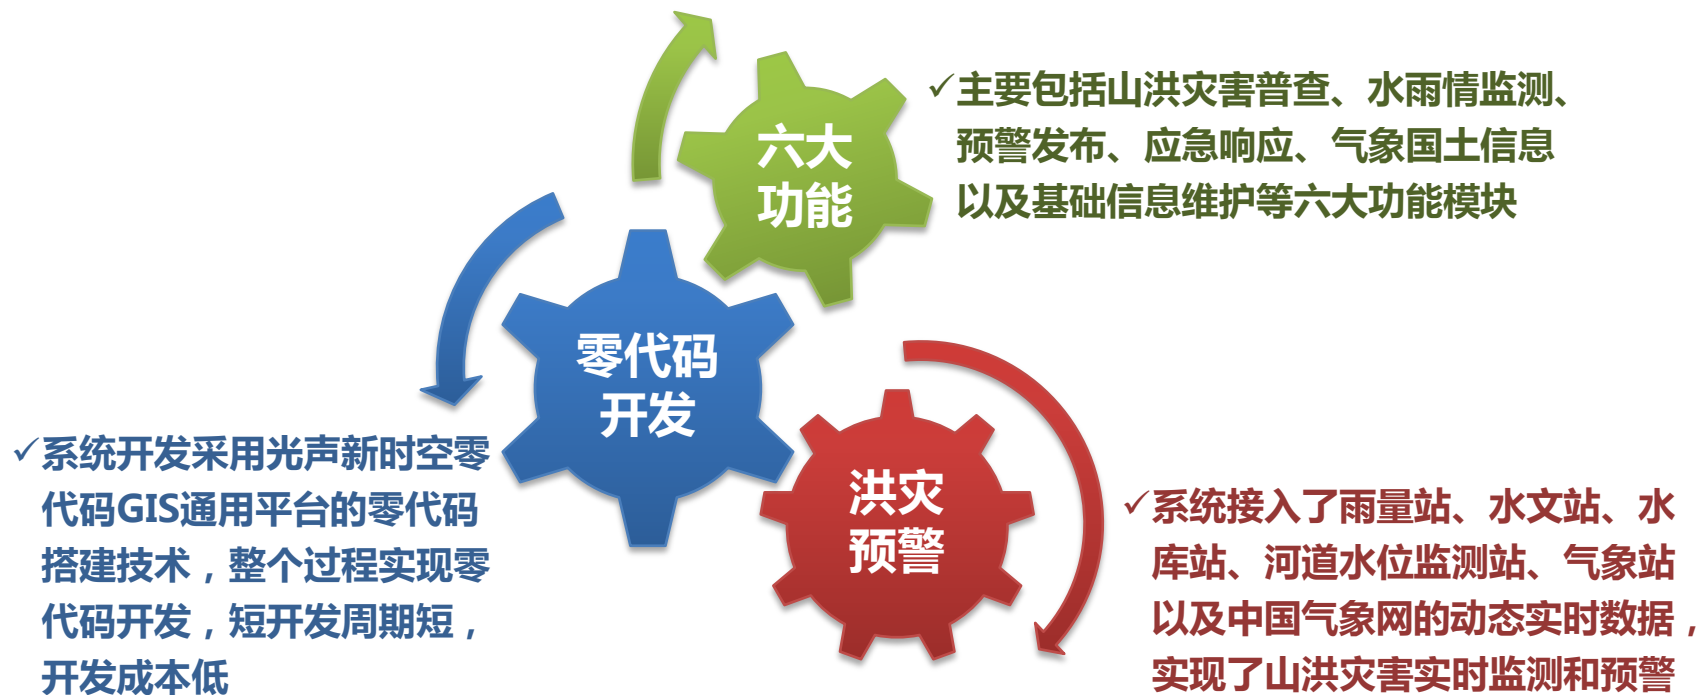 六大
功能
✓主要包括山洪灾害普查、水雨情监测、
预警发布、应急响应、气象国土信息
以及基础信息维护等六大功能模块
零代码
开发
✓系统开发采用光声新时空零
代码GIS通用平台的零代码
搭建技术，整个过程实现零
代码开发，短开发周期短，
开发成本低
洪灾
预警
✓系统接入了雨量站、水文站、水
库站、河道水位监测站、气象站
以及中国气象网的动态实时数据，
实现了山洪灾害实时监测和预警